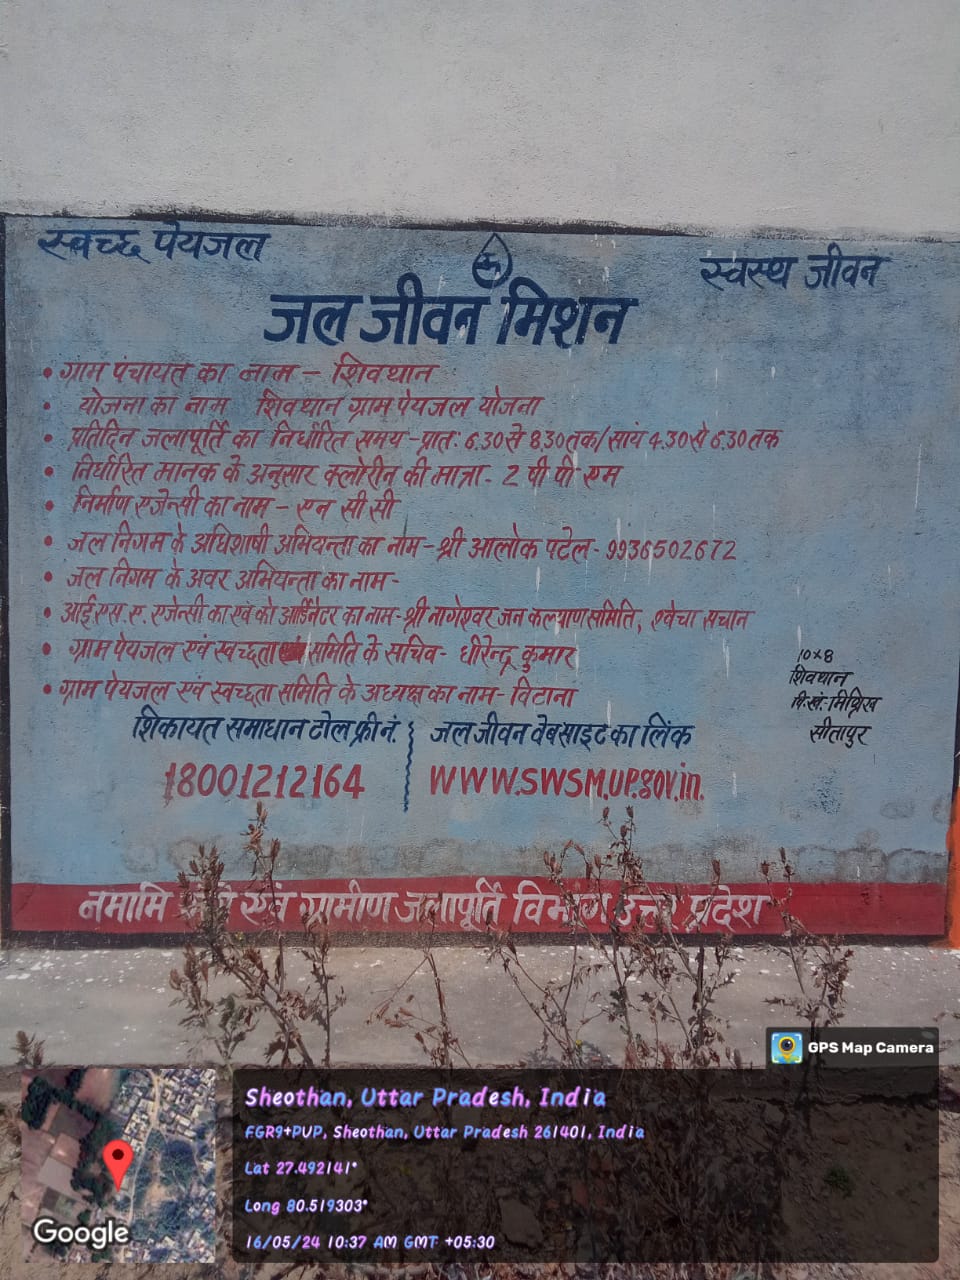 स्वच्छ पेयजल
स्वस्थ जीवन
जल जीवन मिशन
• ग्राम पंचायत का नाम – शिवथान
• योजना का नाम शिवथान ग्राम पेयजल योजना
• प्रतिदिन जलापूर्ति का निर्धारित समय – प्रात: 6.30 से 8.30 तक/सायं 4.30 से 6.30 तक
• निर्धारित मानक के अनुसार क्लोरीन की मात्रा - 2 पी पी एम
• निर्माण एजेन्सी का नाम – एन सी सी
• जल निगम के अधिशाषी अभियन्ता का नाम – श्री आलोक पटेल - 9936502672
• जल निगम के अवर अभियन्ता का नाम -
• आई.एस.ए. एजेन्सी का एवं को आर्डिनेटर का नाम - श्री नागेश्वर जन कल्याण समिति, सचान
• ग्राम पेयजल एवं स्वच्छता समिति के सचिव - धीरेन्द्र कुमार
• ग्राम पेयजल एवं स्वच्छता समिति के अध्यक्ष का नाम - विटाना
10x8
शिवथान
वि.खं:-मिश्रिख
सीतापुर
शिकायत समाधान टोल फ्री नं.
18001212164
जल जीवन वेबसाइट का लिंक
WWW.SWSM.UP.gov.in.
नमामि एवं ग्रामीण जलापूर्ति विभाग उत्तर प्रदेश
GPS Map Camera
Sheothan, Uttar Pradesh, India
FGR9+PUP, Sheothan, Uttar Pradesh 261401, India
Lat 27.492141°
Long 80.519303°
16/05/24 10:37 AM GMT +05:30
Google